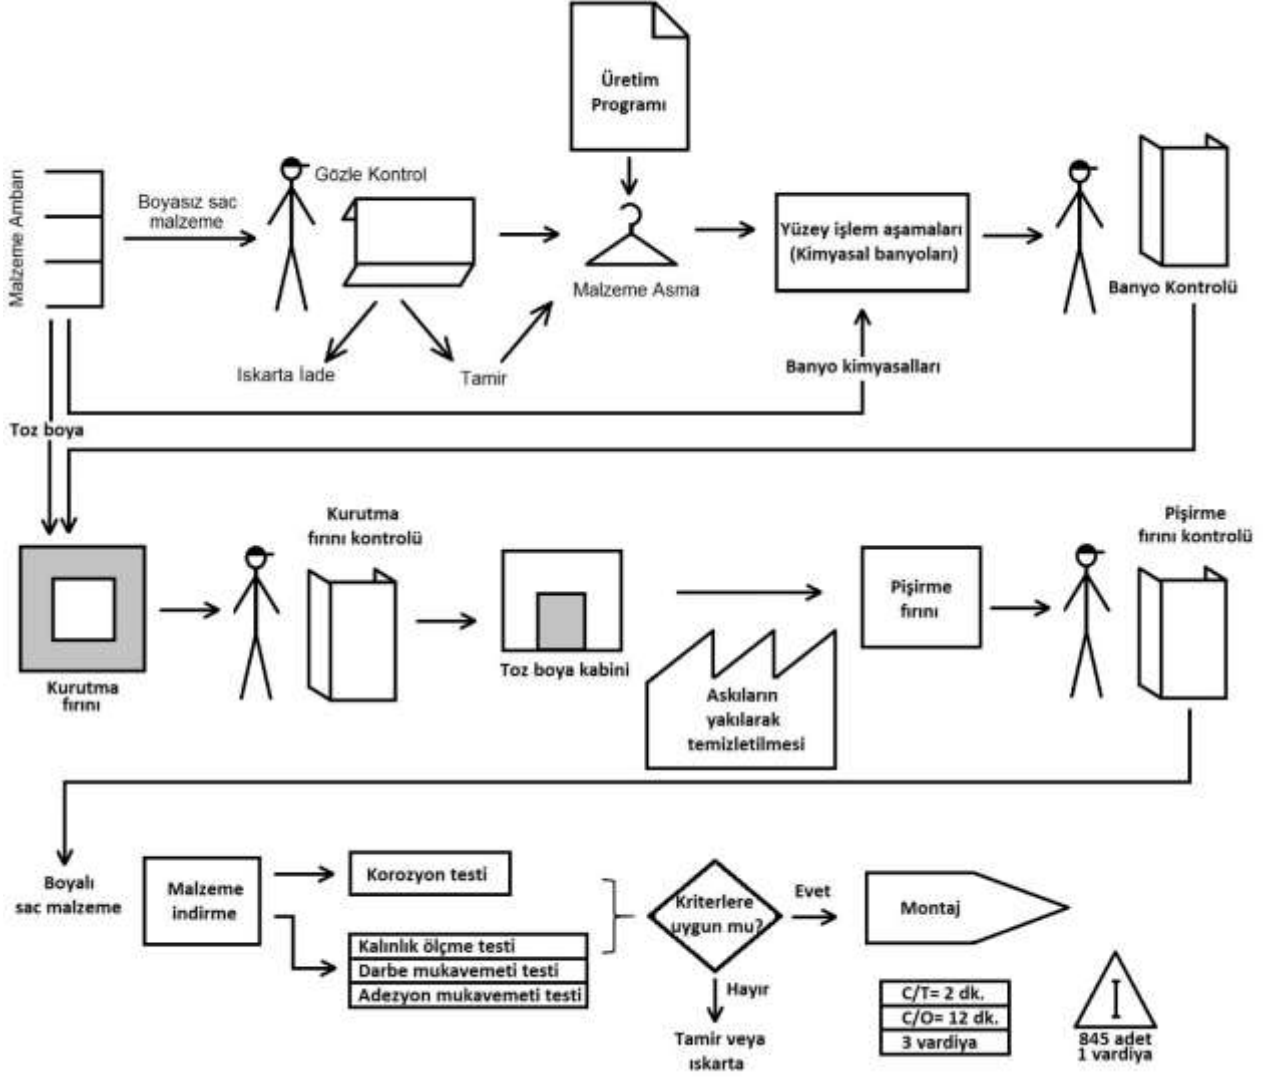 Üretim
Programı
Malzeme Ambarı
Boyasız sac
malzeme
Gözle Kontrol
Malzeme Asma
Yüzey işlem aşamaları
(Kimyasal banyoları)
Banyo Kontrolü
Iskarta İade
Tamir
Banyo kimyasalları
Toz boya
Kurutma
fırını
Kurutma
fırını kontrolü
Toz boya kabini
Askıların
yakılarak
temizletilmesi
Pişirme
fırını
Pişirme
fırını kontrolü
Boyalı
sac malzeme
Malzeme
indirme
Korozyon testi
Kalınlık ölçme testi
Darbe mukavemeti testi
Adezyon mukavemeti testi
Kriterlere
uygun mu?
Evet
Hayır
Montaj
Tamir veya
ıskarta
C/T= 2 dk.
C/O= 12 dk.
3 vardiya
I
845 adet
1 vardiya